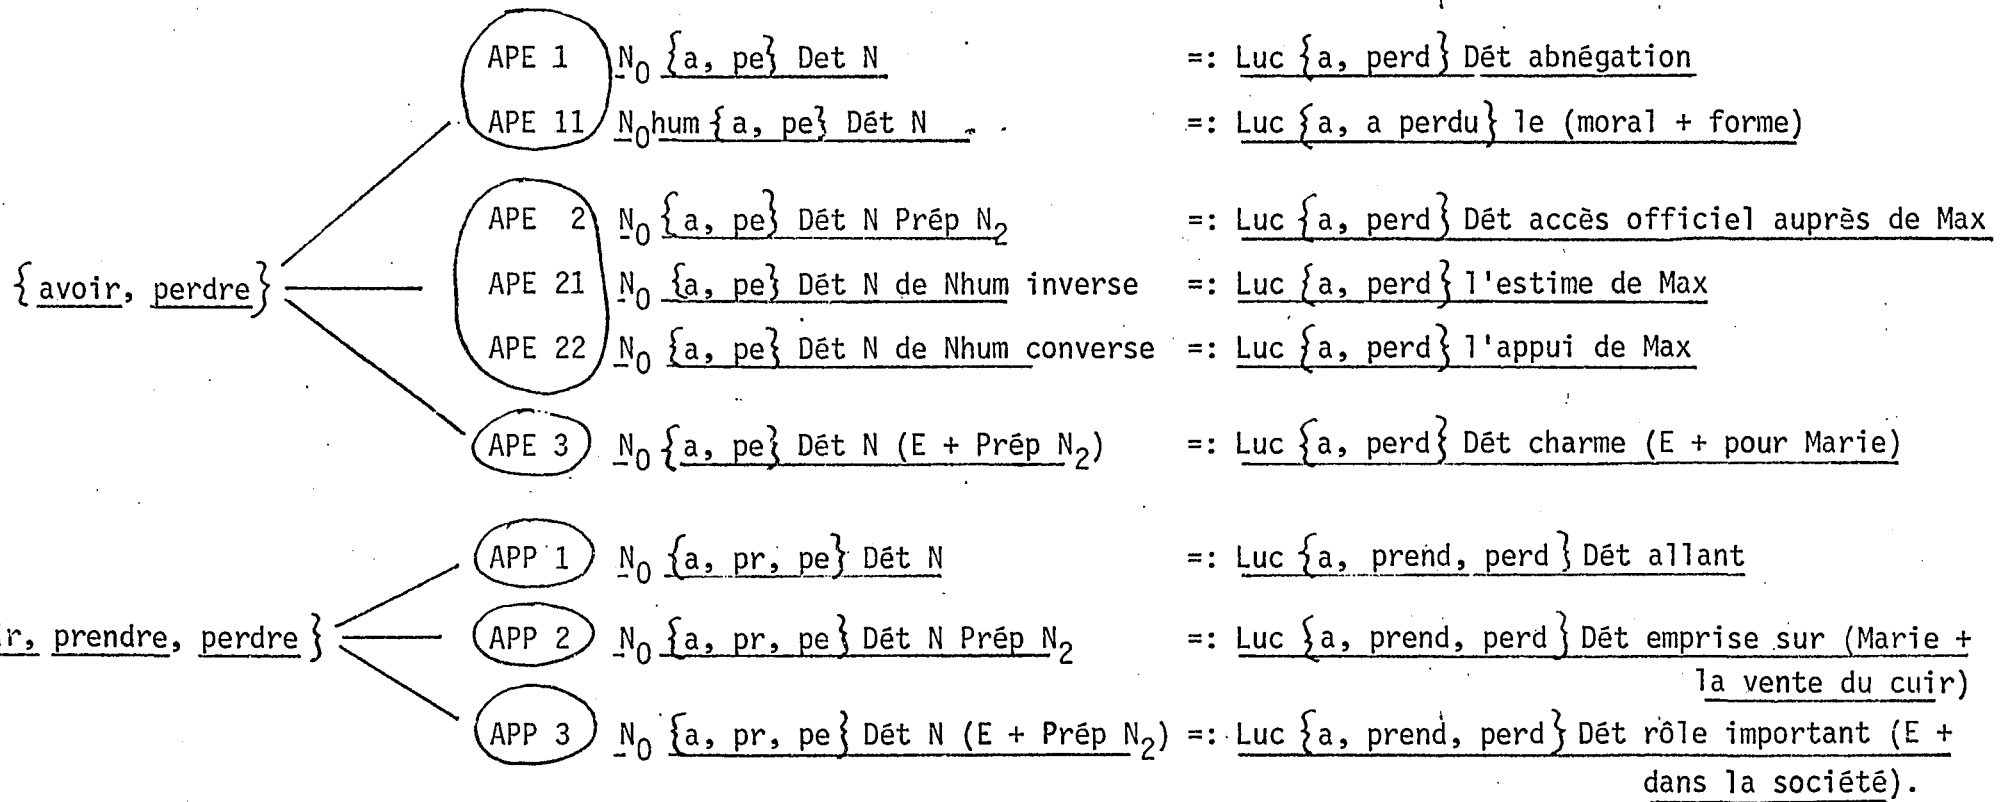 APE 1 N0 {a, pe} Det N =: Luc {a, perd} Dét abnégation
APE 11 N0hum {a, pe} Dét N =: Luc {a, a perdu} le (moral + forme)
APE 2 N0 {a, pe} Dét N Prép N2 =: Luc {a, perd} Dét accès officiel auprès de Max
{avoir, perdre} APE 21 N0 {a, pe} Dét N de Nhum inverse =: Luc {a, perd} l'estime de Max
APE 22 N0 {a, pe} Dét N de Nhum converse =: Luc {a, perd} l'appui de Max
APE 3 N0 {a, pe} Dét N (E + Prép N2) =: Luc {a, perd} Dét charme (E + pour Marie)
APP 1 N0 {a, pr, pe} Dét N =: Luc {a, prend, perd} Dét allant
r, prendre, perdre} APP 2 N0 {a, pr, pe} Dét N Prép N2 =: Luc {a, prend, perd} Dét emprise sur (Marie +
la vente du cuir)
APP 3 N0 {a, pr, pe} Dét N (E + Prép N2) =: Luc {a, prend, perd} Dét rôle important (E +
dans la société).